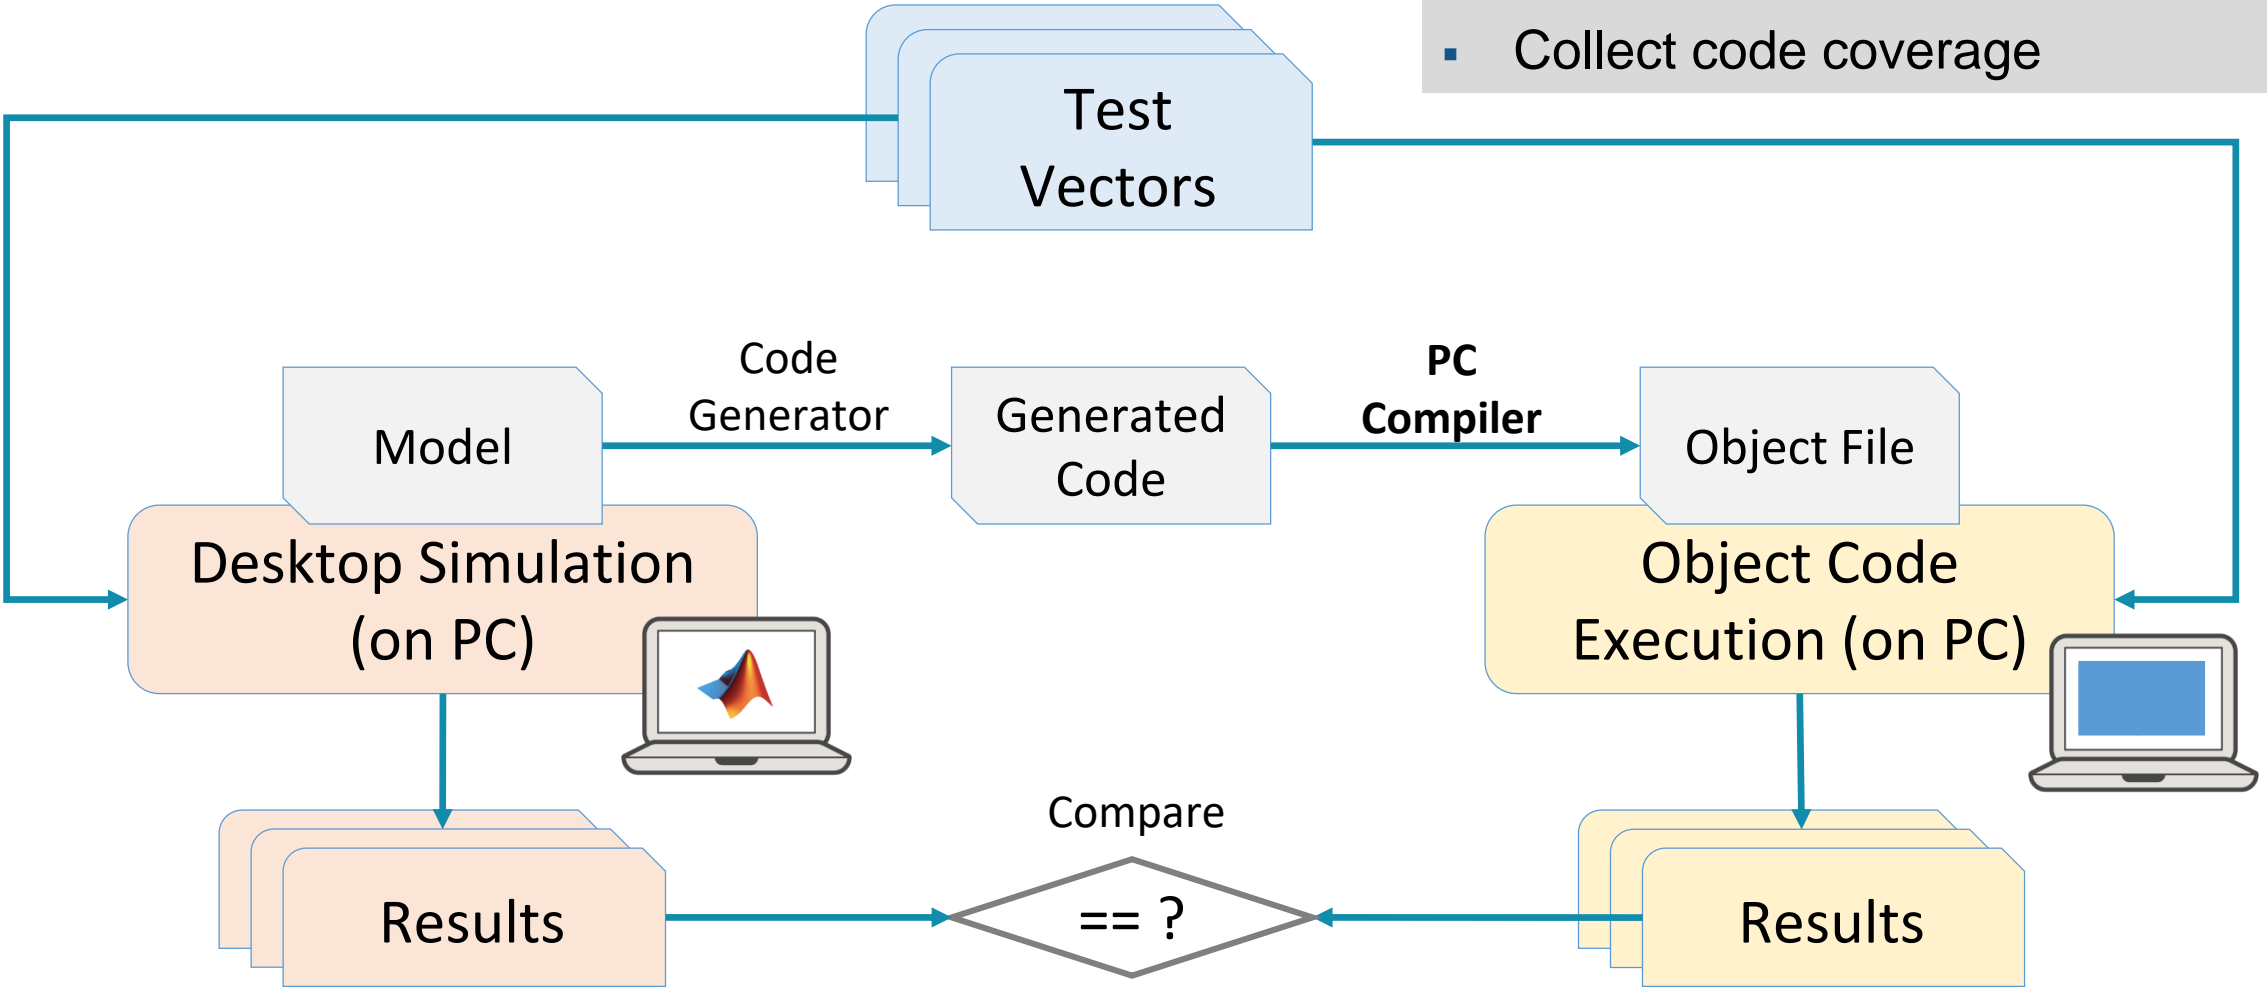 Collect code coverage
Test
Vectors
Code
Generator
PC
Compiler
Model
Generated
Code
Object File
Desktop Simulation
(on PC)
Object Code
Execution (on PC)
Compare
Results
== ?
Results